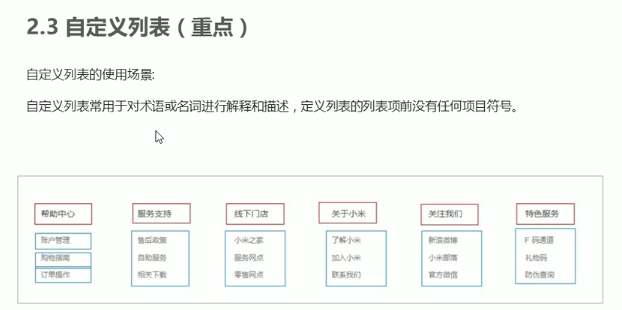 2.3 自定义列表（重点）
自定义列表的使用场景:
自定义列表常用于对术语或名词进行解释和描述，定义列表的列表项前没有任何项目符号。
帮助中心 服务支持 线下门店 关于小米 关注我们 特色服务
账户管理 售后政策 小米之家 了解小米 新浪微博 F 码通道
购物指南 自助服务 服务网点 加入小米 小米部落 礼物码
订单操作 相关下载 零售网点 联系我们 官方微信 防伪查询